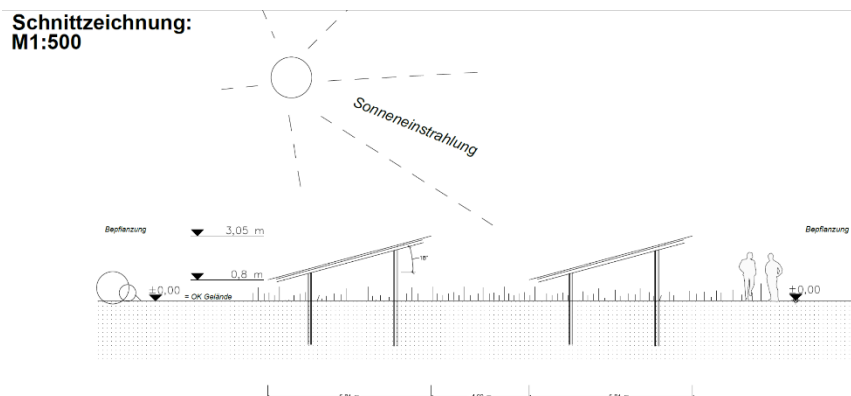 Schnittzeichnung:
M1:500
Sonneneinstrahlung
Bepflanzung
3,05 m
Bepflanzung
18°
0,8 m
±0,00
= OK Gelände
±0,00